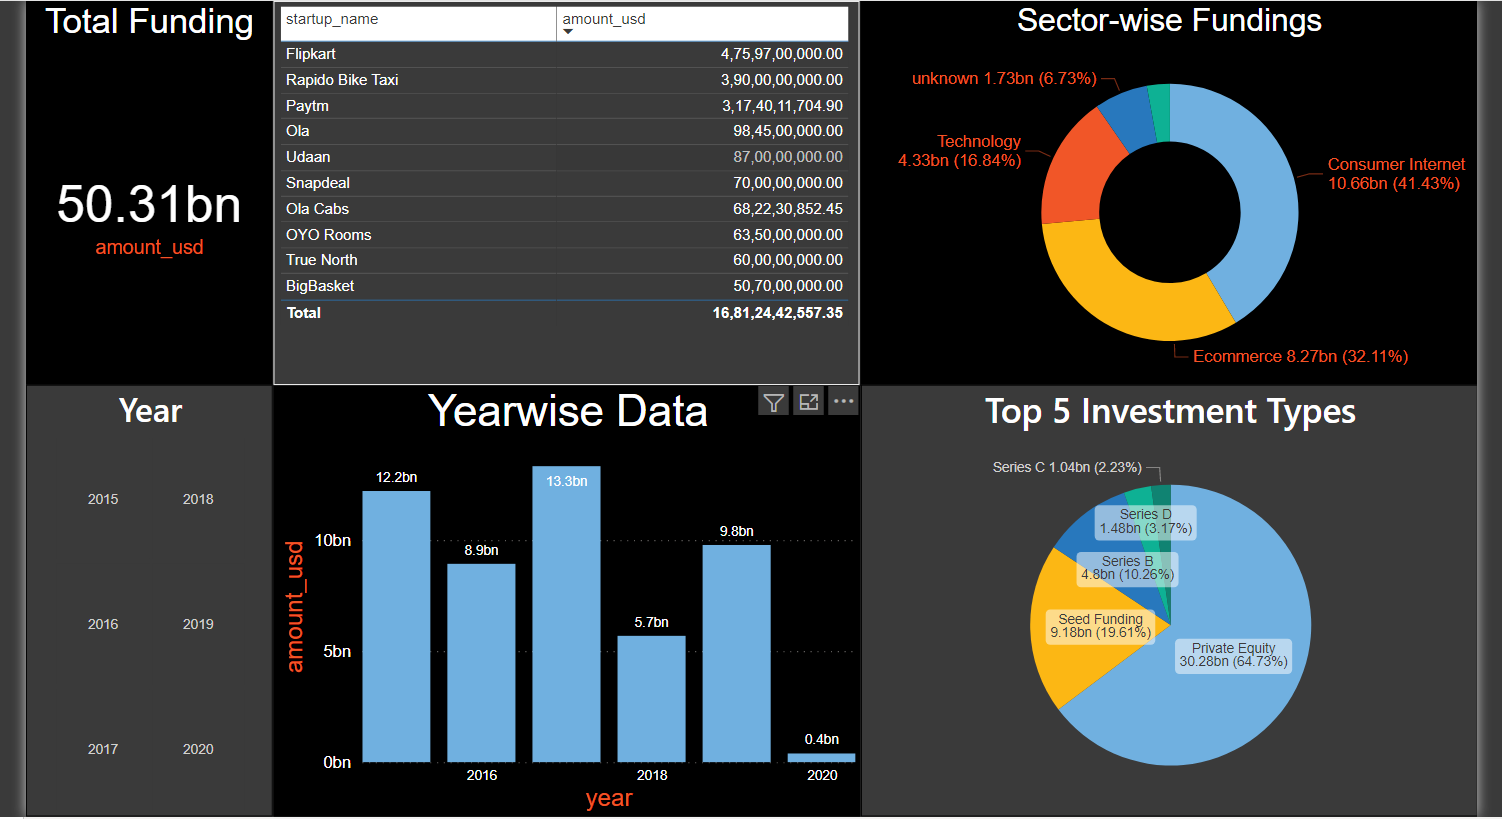 Total Funding
50.31bn
amount_usd
startup_name amount_usd
Flipkart 4,75,97,00,000.00
Rapido Bike Taxi 3,90,00,00,000.00
Paytm 3,17,40,11,704.90
Ola 98,45,00,000.00
Udaan 87,00,00,000.00
Snapdeal 70,00,00,000.00
Ola Cabs 68,22,30,852.45
OYO Rooms 63,50,00,000.00
True North 60,00,00,000.00
BigBasket 50,70,00,000.00
Total 16,81,24,42,557.35
Sector-wise Fundings
unknown 1.73bn (6.73%)
Technology
4.33bn (16.84%)
Consumer Internet
10.66bn (41.43%)
Ecommerce 8.27bn (32.11%)
Year
2015 2018
2016 2019
2017 2020
Yearwise Data
12.2bn
8.9bn
13.3bn
5.7bn
9.8bn
0.4bn
10bn
5bn
0bn
amount_usd
2016 2018 2020
year
Top 5 Investment Types
Series C 1.04bn (2.23%)
Series D
1.48bn (3.17%)
Series B
4.8bn (10.26%)
Seed Funding
9.18bn (19.61%)
Private Equity
30.28bn (64.73%)